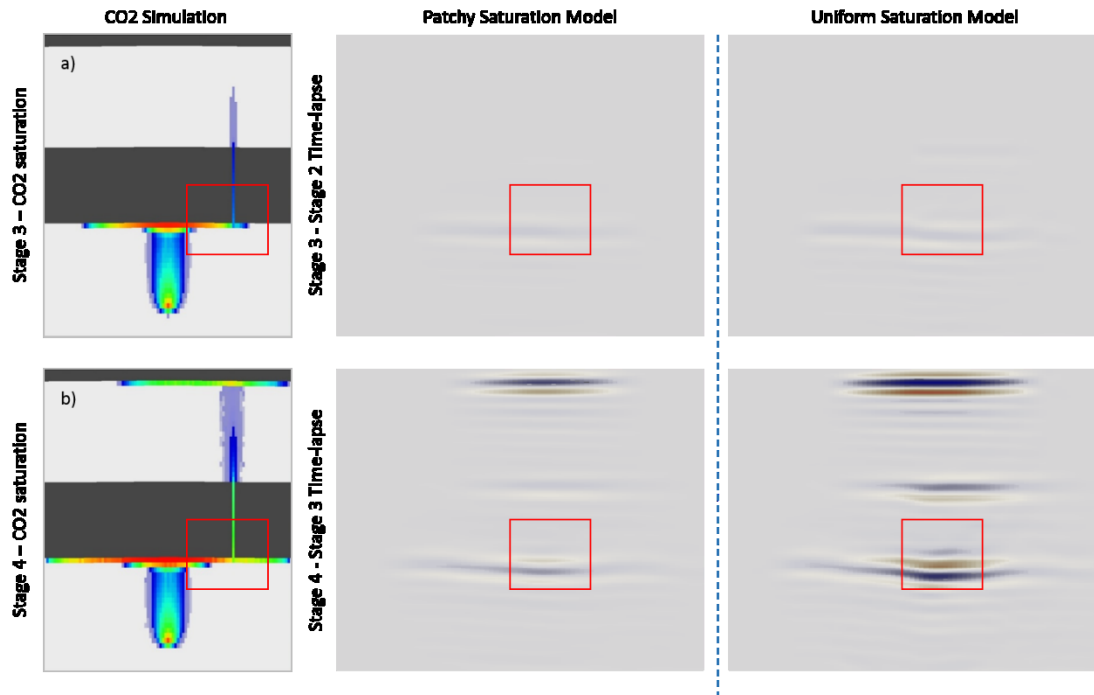 CO2 Simulation
Patchy Saturation Model
Uniform Saturation Model
Stage 3 – CO2 saturation
a)
Stage 3 - Stage 2 Time-lapse
Stage 4 – CO2 saturation
b)
Stage 4 - Stage 3 Time-lapse